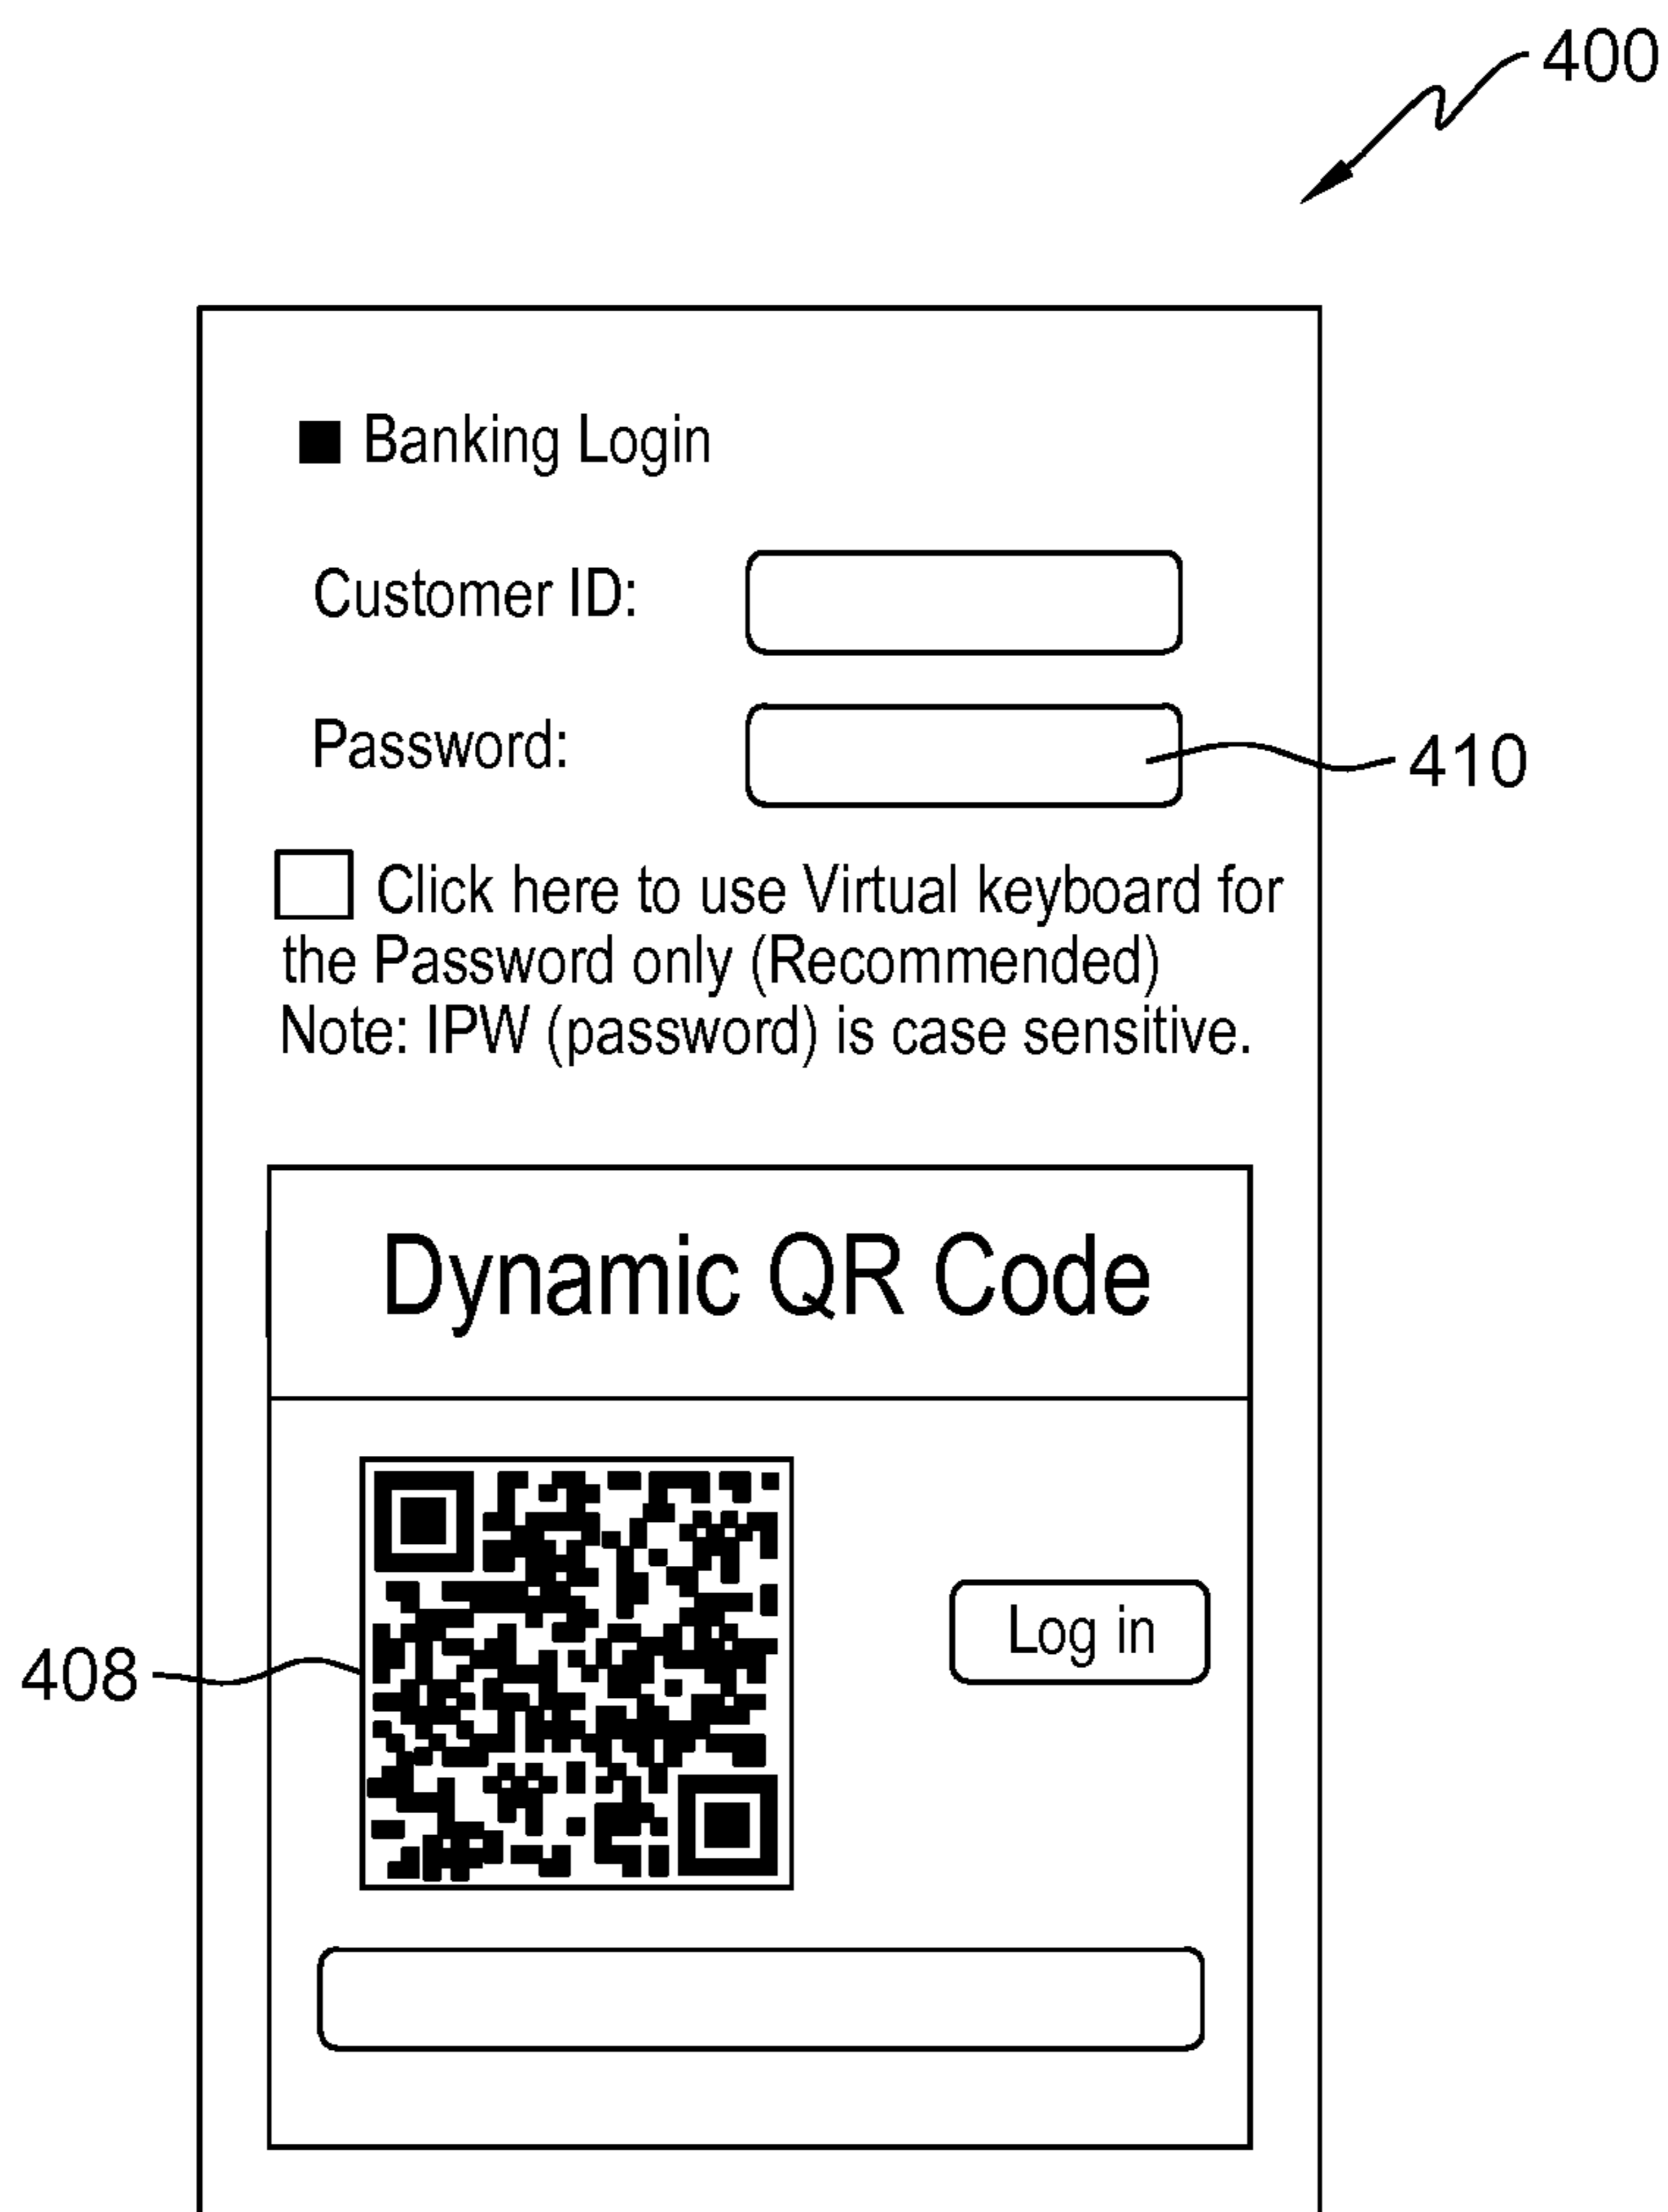 400
Banking Login
Customer ID:
Password:
410
Click here to use Virtual keyboard for
the Password only (Recommended)
Note: IPW (password) is case sensitive.
Dynamic QR Code
Log in
408